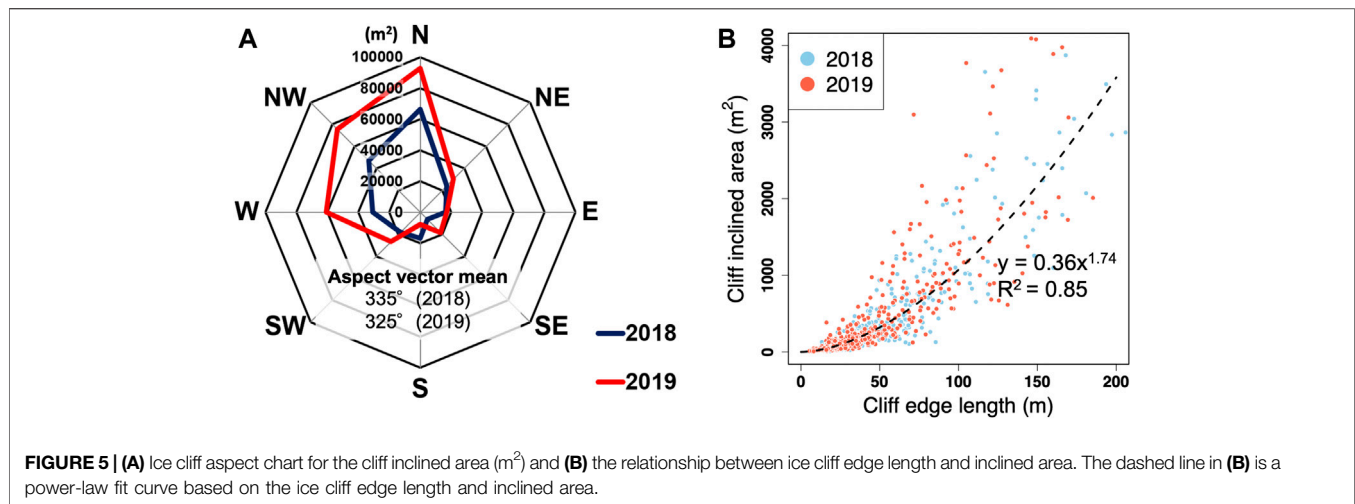 A
(m²)
N
100000
80000
60000
40000
20000
0
NW
NE
W
E
Aspect vector mean
335° (2018)
325° (2019)
SW
SE
S
2018
2019
B
2018
2019
Cliff inclined area (m²)
4000
3000
2000
1000
0
y = 0.36x^1.74
R² = 0.85
0
50
100
150
200
Cliff edge length (m)
FIGURE 5 | (A) Ice cliff aspect chart for the cliff inclined area (m²) and (B) the relationship between ice cliff edge length and inclined area. The dashed line in (B) is a
power-law fit curve based on the ice cliff edge length and inclined area.